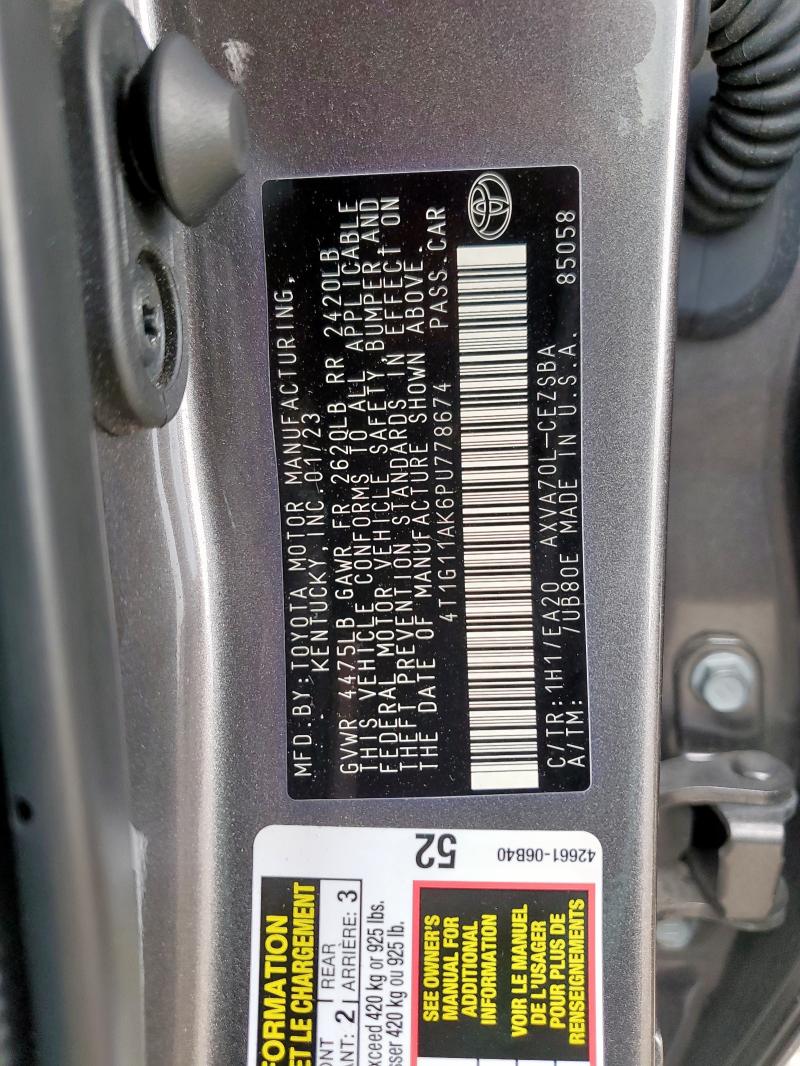 MFD.BY:TOYOTA MOTOR MANUFACTURING,
KENTUCKY,INC.01/23
GVWR 4475LB GAWR FR 2620LB RR 2420LB
THIS VEHICLE CONFORMS TO ALL APPLICABLE
FEDERAL MOTOR VEHICLE SAFETY,BUMPER AND
THEFT PREVENTION STANDARDS IN EFFECT ON
THE DATE OF MANUFACTURE SHOWN ABOVE.
4T1G11AK6PU778674 PASS.CAR
C/TR:1H1/EA20 AXVA70L-CEZSBA
A/TM: /UB80E MADE IN U.S.A. 85058
52
42661-06B40
FORMATION
ET LE CHARGEMENT
ONT 2 REAR 3
ANT: ARRIÈRE:
xceed 420 kg or 925 lbs.
sser 420 kg ou 925 lb.
SEE OWNER'S
MANUAL FOR
ADDITIONAL
INFORMATION
VOIR LE MANUEL
DE L'USAGER
POUR PLUS DE
RENSEIGNEMENTS